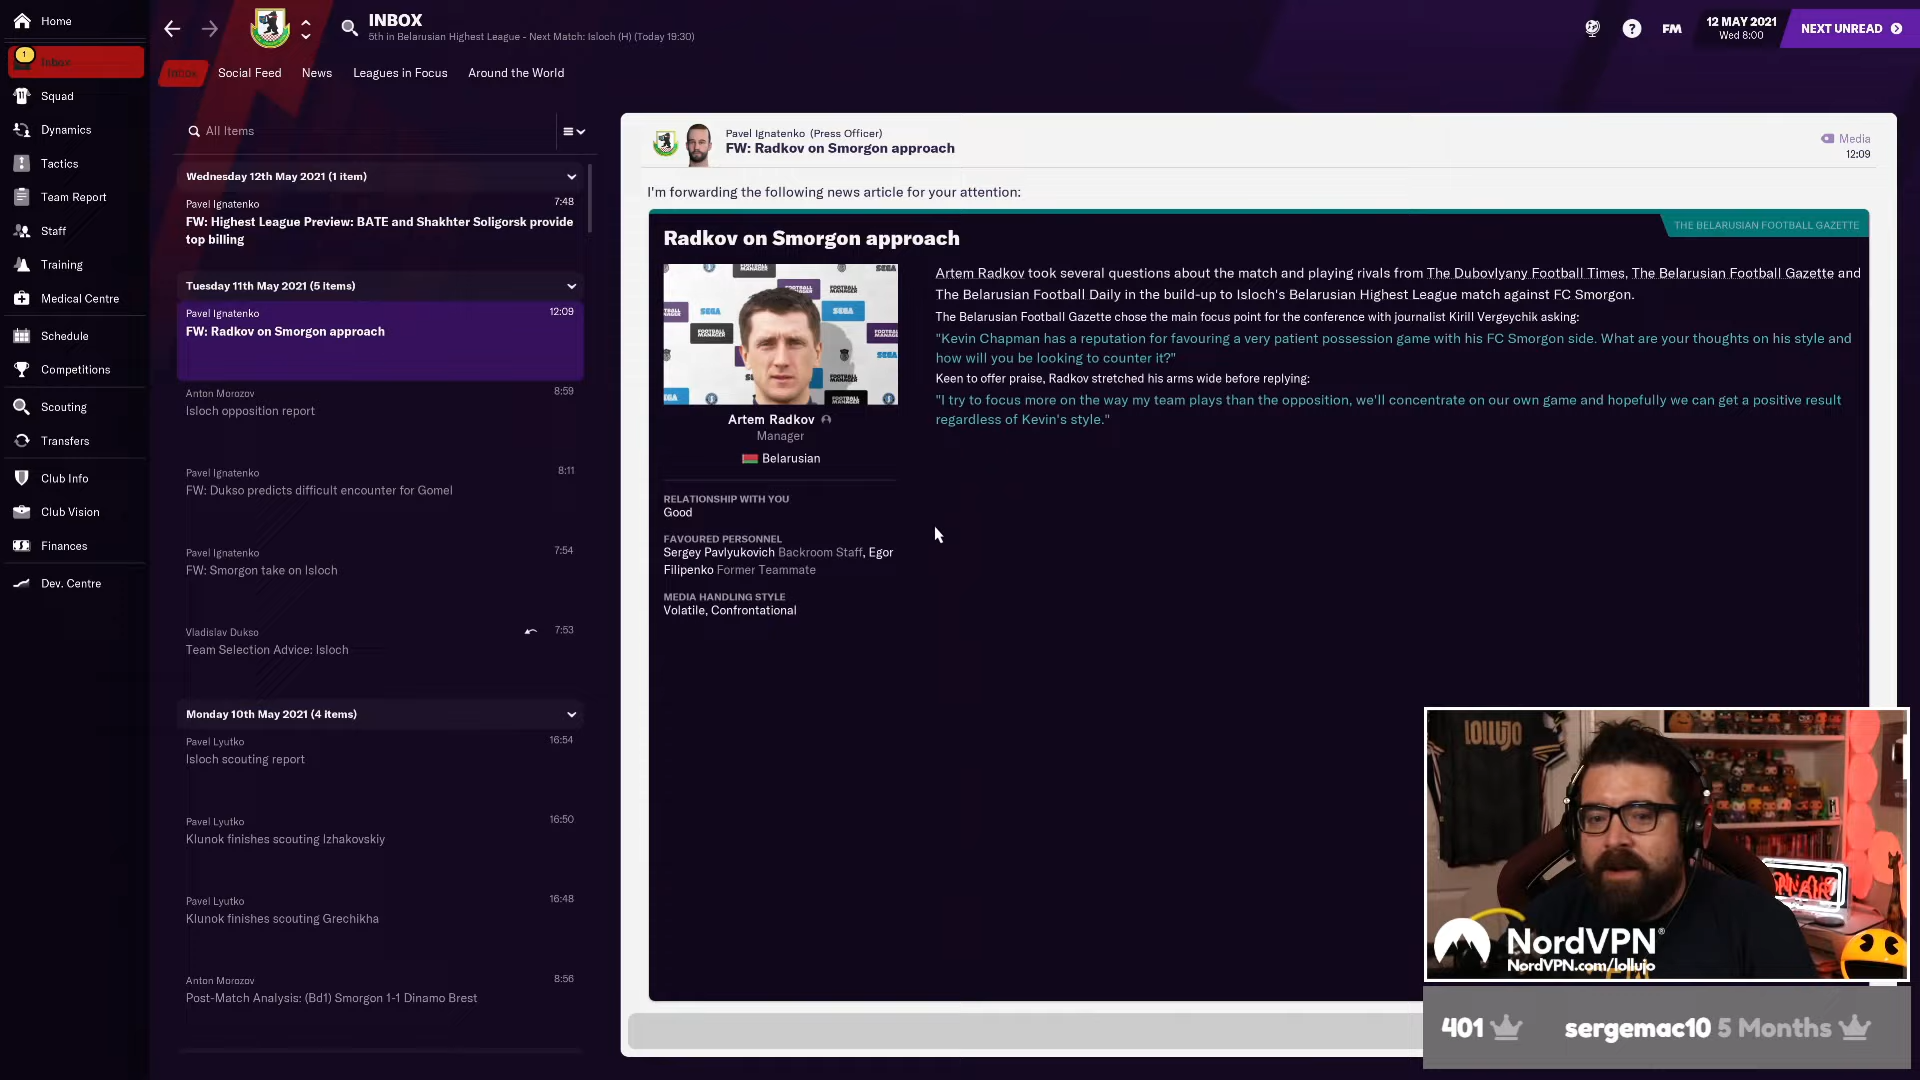 Home
INBOX
5th in Belarusian Highest League - Next Match: Isloch (H) (Today 19:30)
FM
12 MAY 2021
Wed 8:00
NEXT UNREAD
1
Inbox
Squad
Dynamics
Tactics
Team Report
Staff
Training
Medical Centre
Schedule
Competitions
Scouting
Transfers
Club Info
Club Vision
Finances
Dev. Centre
Inbox
Social Feed
News
Leagues in Focus
Around the World
All Items
Wednesday 12th May 2021 (1 item)
Pavel Ignatenko 7:48
FW: Highest League Preview: BATE and Shakhter Soligorsk provide
top billing
Tuesday 11th May 2021 (5 items)
Pavel Ignatenko 12:09
FW: Radkov on Smorgon approach
Anton Morozov 8:59
Isloch opposition report
Pavel Ignatenko 8:11
FW: Dukso predicts difficult encounter for Gomel
Pavel Ignatenko 7:54
FW: Smorgon take on Isloch
Vladislav Dukso 7:53
Team Selection Advice: Isloch
Monday 10th May 2021 (4 items)
Pavel Lyutko 16:54
Isloch scouting report
Pavel Lyutko 16:50
Klunok finishes scouting Izhakovskiy
Pavel Lyutko 16:48
Klunok finishes scouting Grechikha
Anton Morozov 8:56
Post-Match Analysis: (Bd1) Smorgon 1-1 Dinamo Brest
Pavel Ignatenko (Press Officer)
FW: Radkov on Smorgon approach
Media
12:09
I'm forwarding the following news article for your attention:
THE BELARUSIAN FOOTBALL GAZETTE
Radkov on Smorgon approach
Artem Radkov took several questions about the match and playing rivals from The Dubovlyany Football Times, The Belarusian Football Gazette and
The Belarusian Football Daily in the build-up to Isloch's Belarusian Highest League match against FC Smorgon.
The Belarusian Football Gazette chose the main focus point for the conference with journalist Kirill Vergeychik asking:
"Kevin Chapman has a reputation for favouring a very patient possession game with his FC Smorgon side. What are your thoughts on his style and
how will you be looking to counter it?"
Keen to offer praise, Radkov stretched his arms wide before replying:
"I try to focus more on the way my team plays than the opposition, we'll concentrate on our own game and hopefully we can get a positive result
regardless of Kevin's style."
Artem Radkov
Manager
Belarusian
RELATIONSHIP WITH YOU
Good
FAVOURED PERSONNEL
Sergey Pavlyukovich Backroom Staff, Egor
Filipenko Former Teammate
MEDIA HANDLING STYLE
Volatile, Confrontational
lollujo
NordVPN®
NordVPN.com/lollujo
401
sergemac10 5 Months